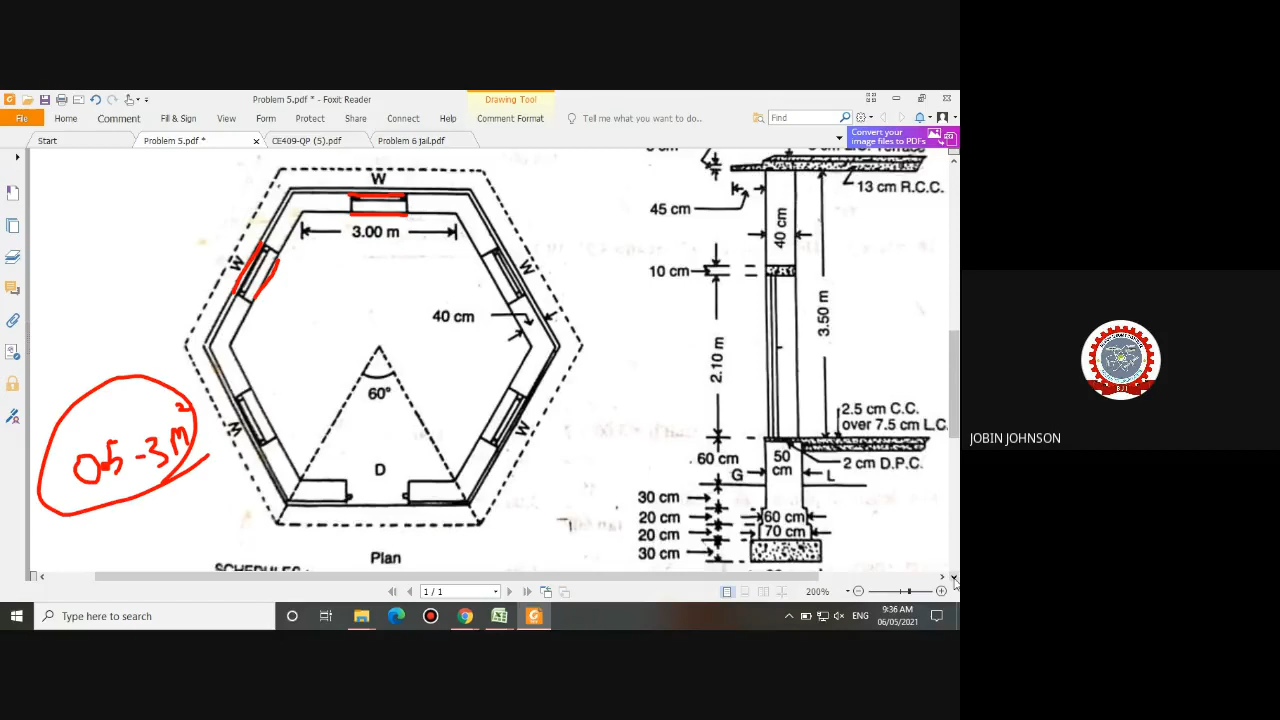 Problem 5.pdf * - Foxit Reader
Drawing Tool
File
Home
Comment
Fill & Sign
View
Form
Protect
Share
Connect
Help
Comment Format
Tell me what you want to do..
Find
Start
Problem 5.pdf *
CE409-QP (5).pdf
Problem 6 Jail.pdf
Convert your
image files to PDFs
W
3.00 m
W
W
40 cm
60°
W
W
D
Plan
SCHEDULES
0.5 - 3 M²
13 cm R.C.C.
45 cm
40 cm
10 cm
3.50 m
2.10 m
2.5 cm C.C.
over 7.5 cm L.C.
60 cm
50
cm
2 cm D.P.C.
G
L
30 cm
20 cm
60 cm
20 cm
70 cm
30 cm
1 / 1
200%
Type here to search
ENG
9:36 AM
06/05/2021
BJI
JOBIN JOHNSON